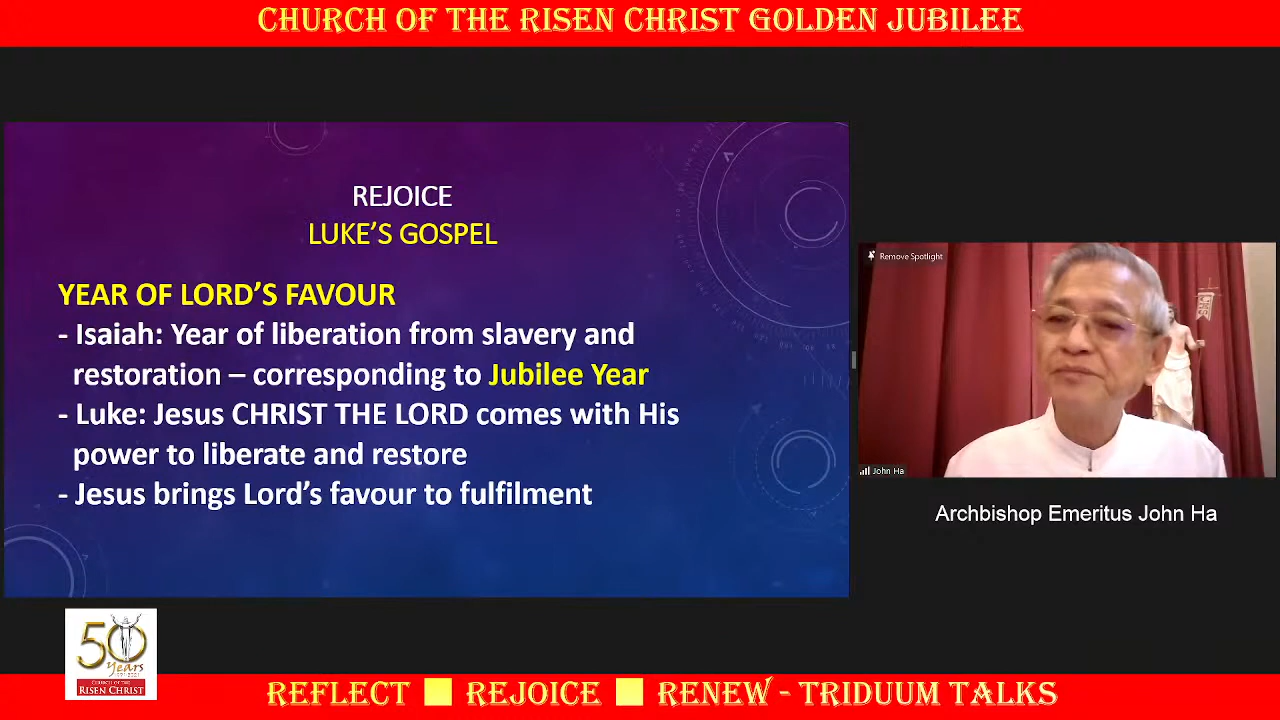 CHURCH OF THE RISEN CHRIST GOLDEN JUBILEE
REJOICE
LUKE'S GOSPEL
YEAR OF LORD'S FAVOUR
- Isaiah: Year of liberation from slavery and
restoration – corresponding to Jubilee Year
- Luke: Jesus CHRIST THE LORD comes with His
power to liberate and restore
- Jesus brings Lord's favour to fulfilment
Remove Spotlight
John Ha
Archbishop Emeritus John Ha
50
Years
CHURCH OF THE
RISEN CHRIST
REFLECT REJOICE RENEW - TRIDUUM TALKS